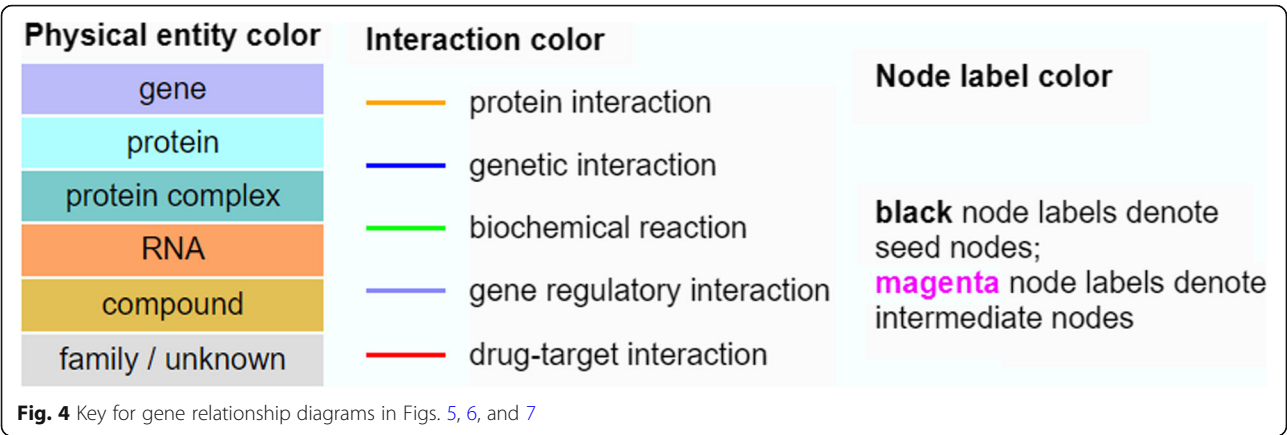 Physical entity color
gene
protein
protein complex
RNA
compound
family / unknown
Interaction color
protein interaction
genetic interaction
biochemical reaction
gene regulatory interaction
drug-target interaction
Node label color
black node labels denote
seed nodes;
magenta node labels denote
intermediate nodes
Fig. 4 Key for gene relationship diagrams in Figs. 5, 6, and 7